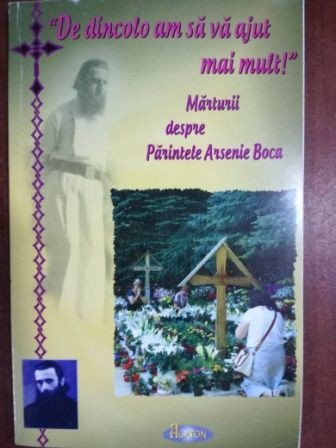 "De dincolo am să vă ajut
mai mult!"
Mărturii
despre
Părintele Arsenie Boca
AGATON